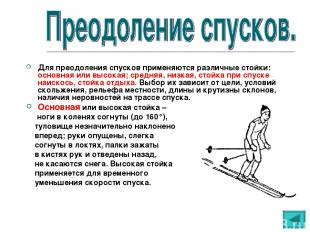 Преодоление спусков.
Для преодоления спусков применяются различные стойки:
основная или высокая; средняя, низкая, стойка при спуске
наискось, стойка отдыха. Выбор их зависит от цели, условий
скольжения, рельефа местности, длины и крутизны склонов,
наличия неровностей на трассе спуска.
Основная или высокая стойка –
ноги в коленях согнуты (до 160°),
туловище незначительно наклонено
вперед; руки опущены, слегка
согнуты в локтях, палки зажаты
в кистях рук и отведены назад,
не касаются снега. Высокая стойка
применяется для временного
уменьшения скорости спуска.